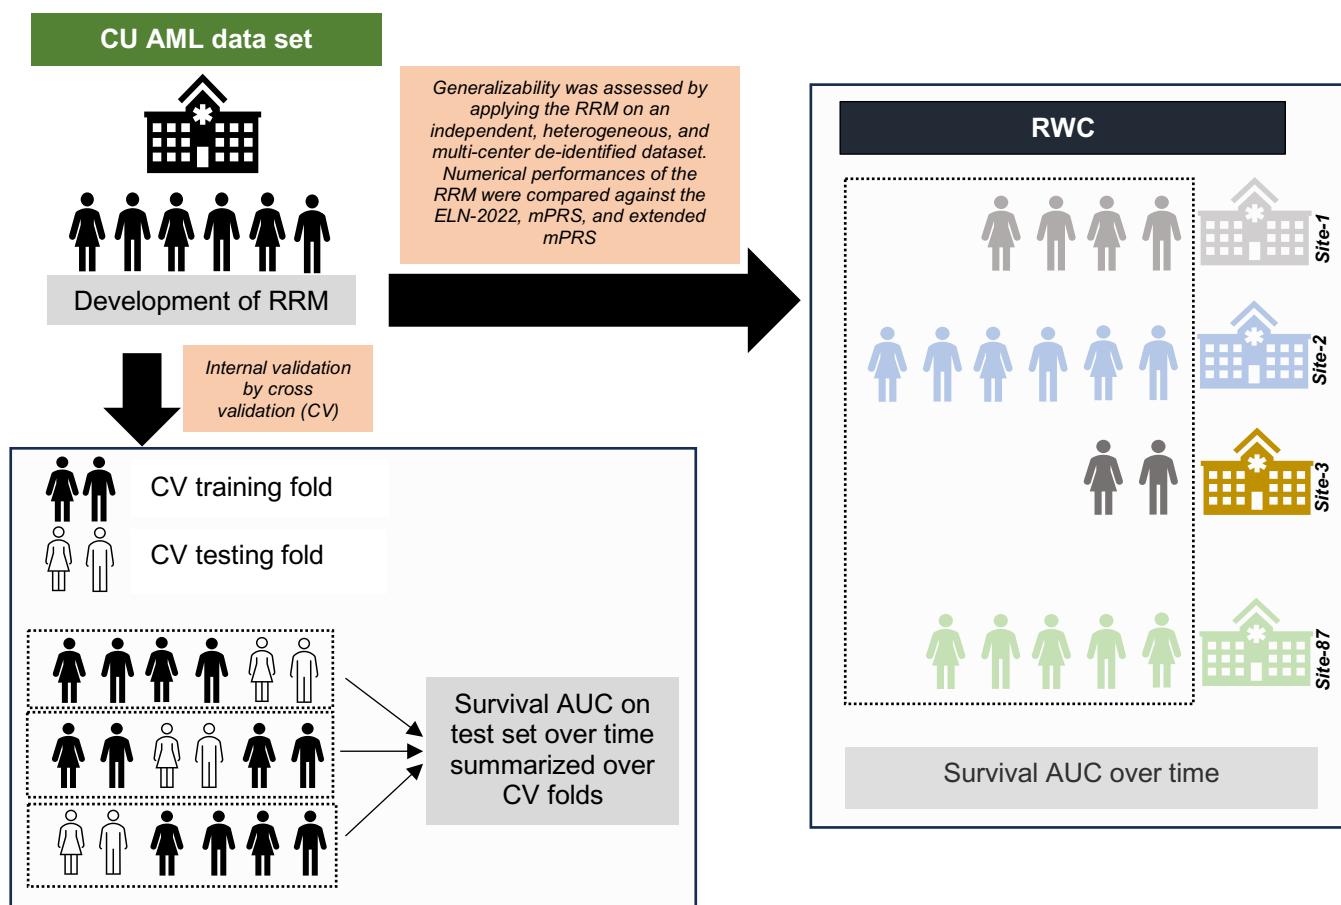 CU AML data set
Generalizability was assessed by
applying the RRM on an
independent, heterogeneous, and
multi-center de-identified dataset.
Numerical performances of the
RRM were compared against the
ELN-2022, mPRS, and extended
mPRS
Development of RRM
Internal validation
by cross
validation (CV)
CV training fold
CV testing fold
Survival AUC on
test set over time
summarized over
CV folds
RWC
Site-1
Site-2
Site-3
Site-87
Survival AUC over time